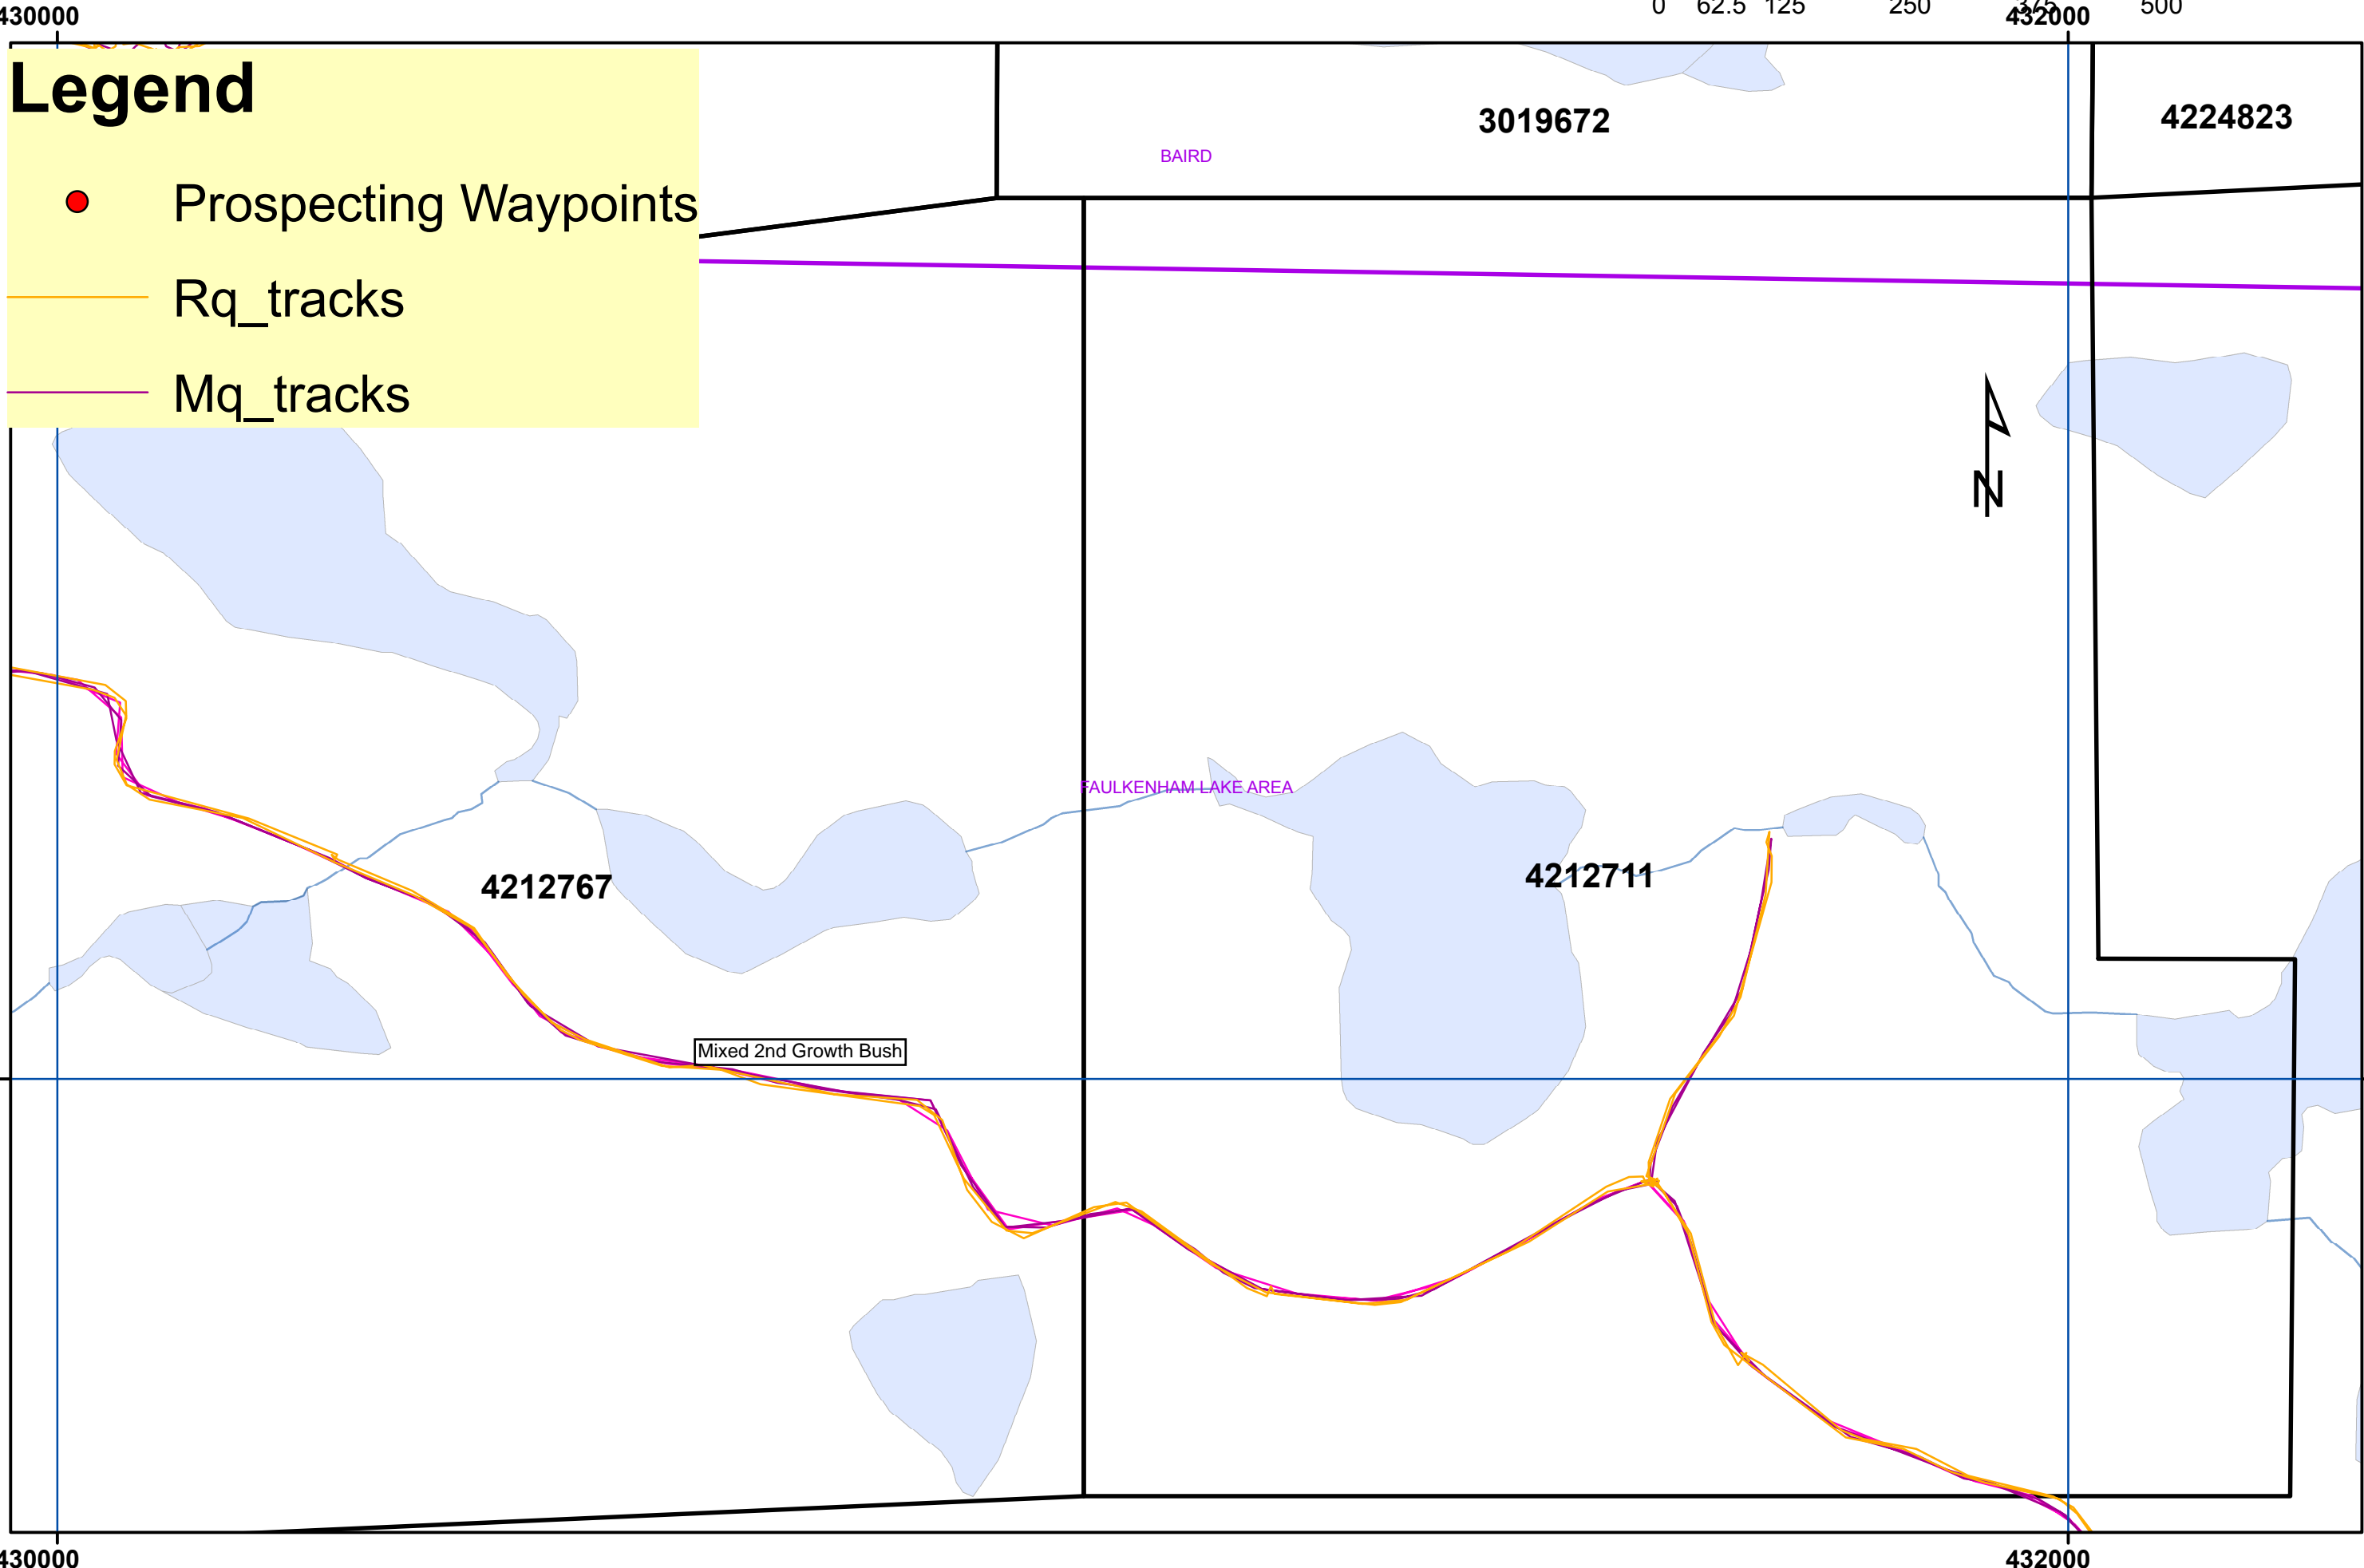 430000
0 62.5 125 250 375 500
432000
Legend
3019672
4224823
BAIRD
Prospecting Waypoints
Rq_tracks
Mq_tracks
N
FAULKENHAM LAKE AREA
4212767
4212711
Mixed 2nd Growth Bush
430000
432000